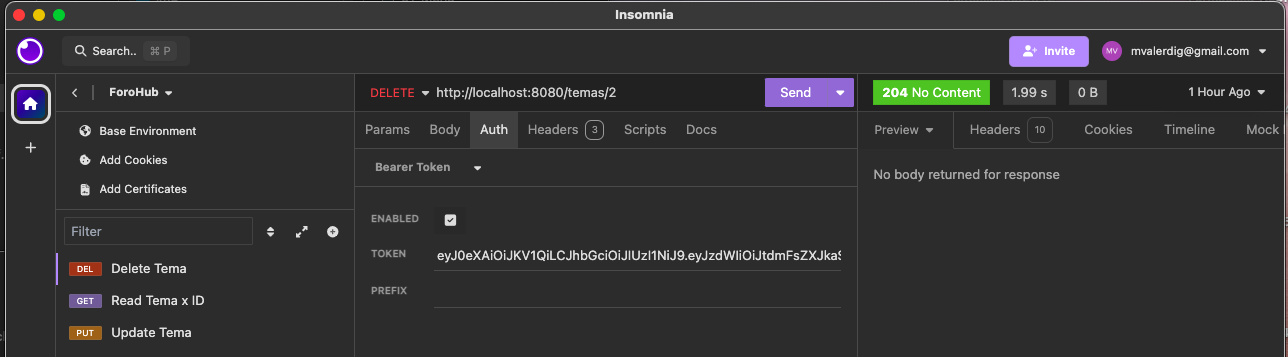 Insomnia
Search.. ⌘ P
Invite
MV mvalerdig@gmail.com
ForoHub
DELETE http://localhost:8080/temas/2
Send
204 No Content 1.99 s 0 B
1 Hour Ago
Base Environment
Add Cookies
Add Certificates
Params Body Auth Headers 3 Scripts Docs
Preview Headers 10 Cookies Timeline Mock
Bearer Token
No body returned for response
Filter
ENABLED
TOKEN
PREFIX
DEL Delete Tema
GET Read Tema x ID
PUT Update Tema